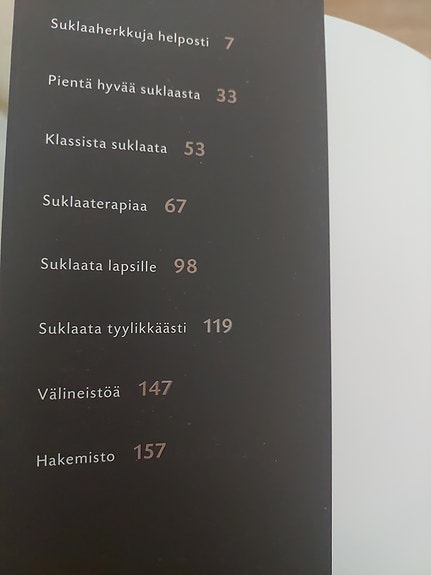 Suklaaherkkuja helposti 7
Pientä hyvää suklaasta 33
Klassista suklaata 53
Suklaaterapiaa 67
Suklaata lapsille 98
Suklaata tyylikkäästi 119
Välineistöä 147
Hakemisto 157